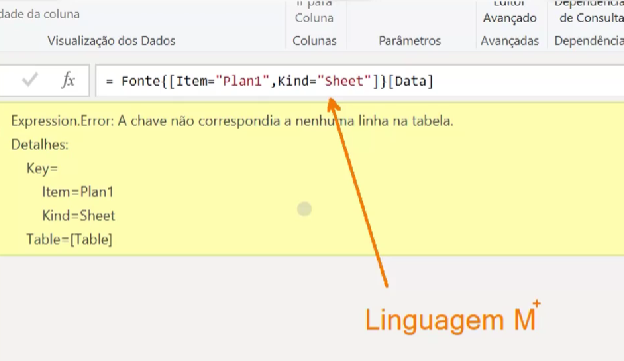 dade da coluna
Coluna
Editor
Avançado
Dependência
de Consulta
Visualização dos Dados
Colunas
Parâmetros
Avançadas
Dependência
fx
= Fonte{[Item="Plan1",Kind="Sheet"]}[Data]
Expression.Error: A chave não correspondia a nenhuma linha na tabela.
Detalhes:
Key=
Item=Plan1
Kind=Sheet
Table=[Table]
Linguagem M